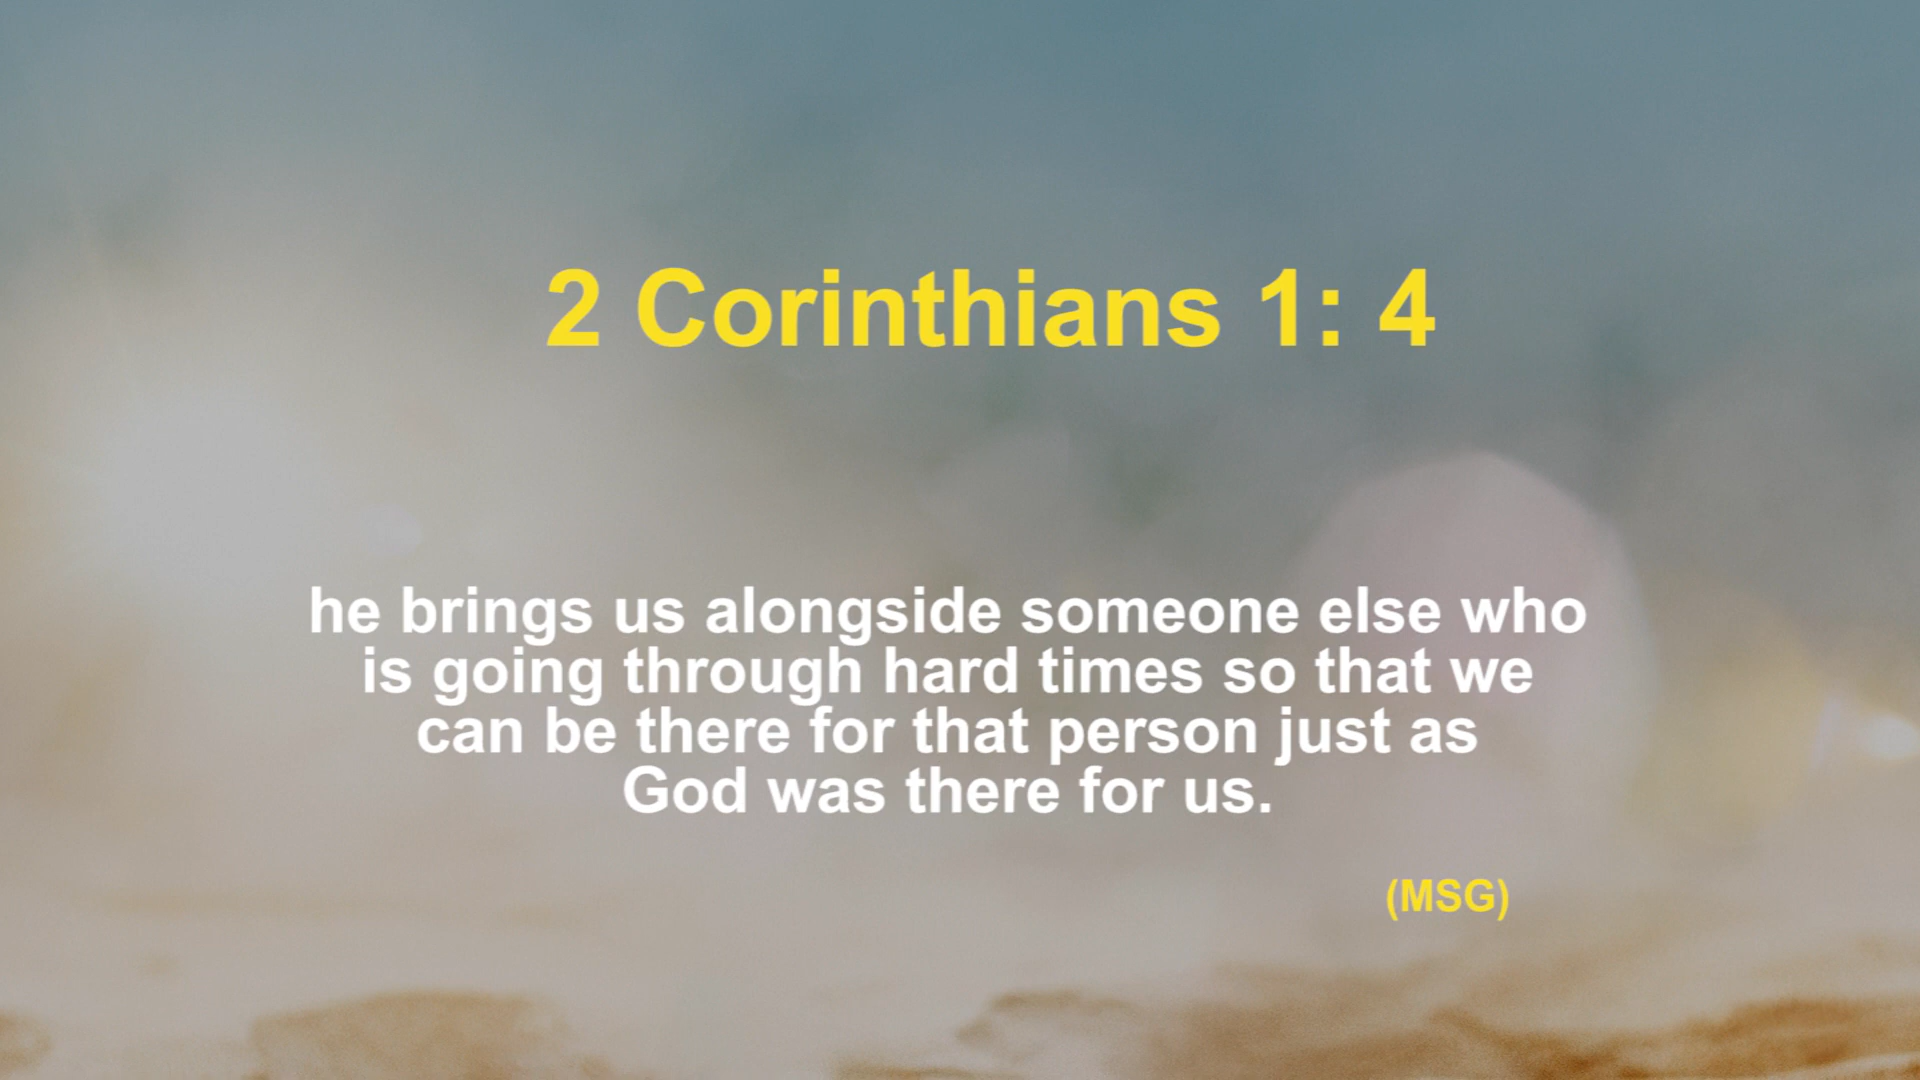 2 Corinthians 1: 4
he brings us alongside someone else who
is going through hard times so that we
can be there for that person just as
God was there for us.
(MSG)